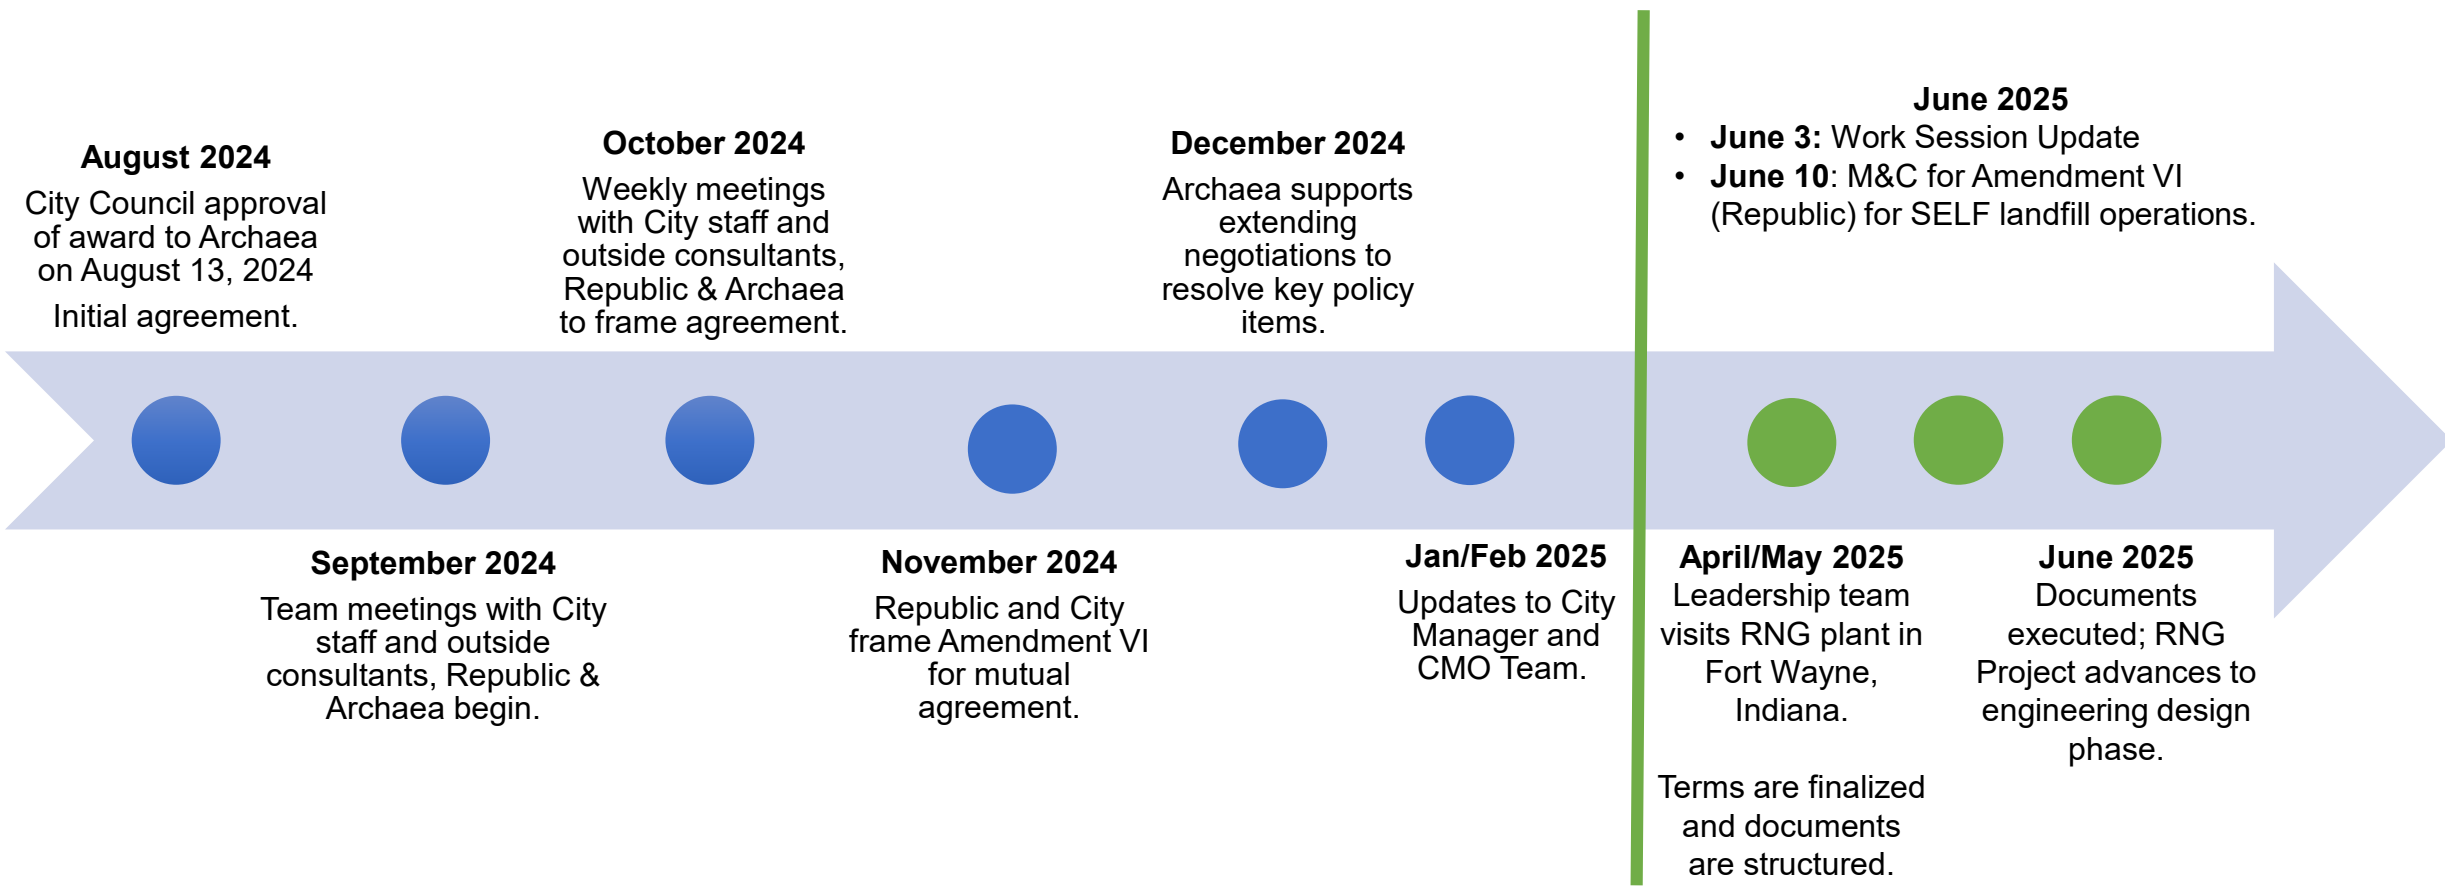 August 2024
City Council approval
of award to Archaea
on August 13, 2024
Initial agreement.
September 2024
Team meetings with City
staff and outside
consultants, Republic &
Archaea begin.
October 2024
Weekly meetings
with City staff and
outside consultants,
Republic & Archaea
to frame agreement.
November 2024
Republic and City
frame Amendment VI
for mutual
agreement.
December 2024
Archaea supports
extending
negotiations to
resolve key policy
items.
Jan/Feb 2025
Updates to City
Manager and
CMO Team.
April/May 2025
Leadership team
visits RNG plant in
Fort Wayne,
Indiana.
Terms are finalized
and documents
are structured.
June 2025
• June 3: Work Session Update
• June 10: M&C for Amendment VI
(Republic) for SELF landfill operations.
June 2025
Documents
executed; RNG
Project advances to
engineering design
phase.